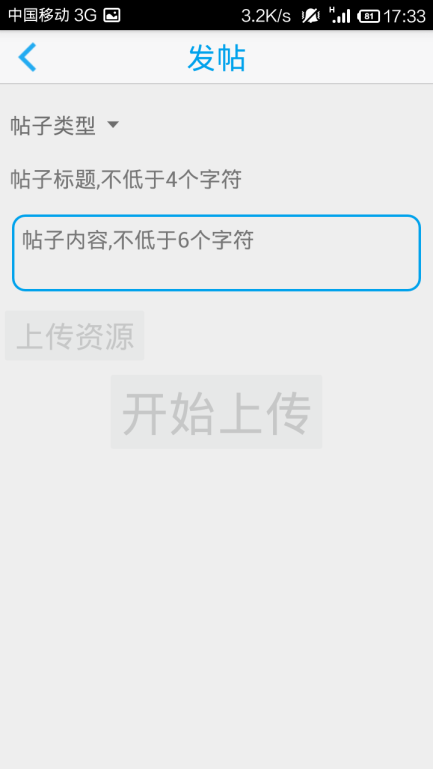 中国移动 3G 3.2K/s H 81 17:33
发帖
帖子类型
帖子标题,不低于4个字符
帖子内容,不低于6个字符
上传资源
开始上传